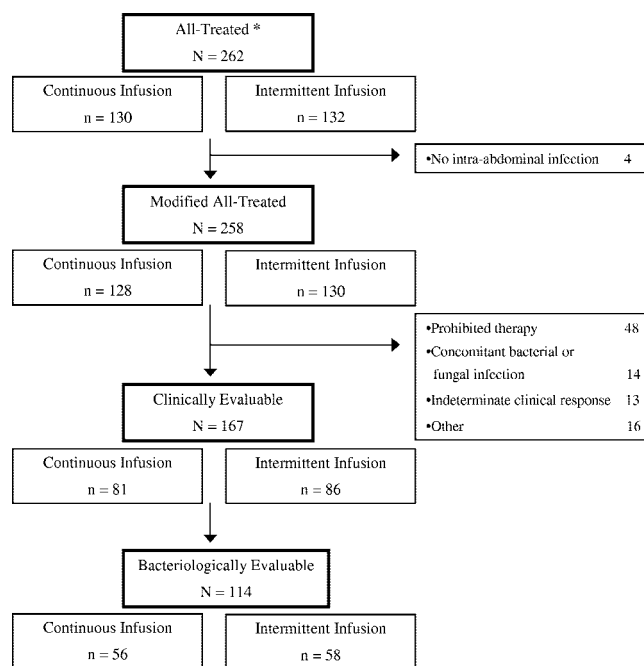 All-Treated *
N = 262
Continuous Infusion
n = 130
Intermittent Infusion
n = 132
•No intra-abdominal infection 4
Modified All-Treated
N = 258
Continuous Infusion
n = 128
Intermittent Infusion
n = 130
•Prohibited therapy 48
•Concomitant bacterial or
fungal infection 14
•Indeterminate clinical response 13
•Other 16
Clinically Evaluable
N = 167
Continuous Infusion
n = 81
Intermittent Infusion
n = 86
Bacteriologically Evaluable
N = 114
Continuous Infusion
n = 56
Intermittent Infusion
n = 58